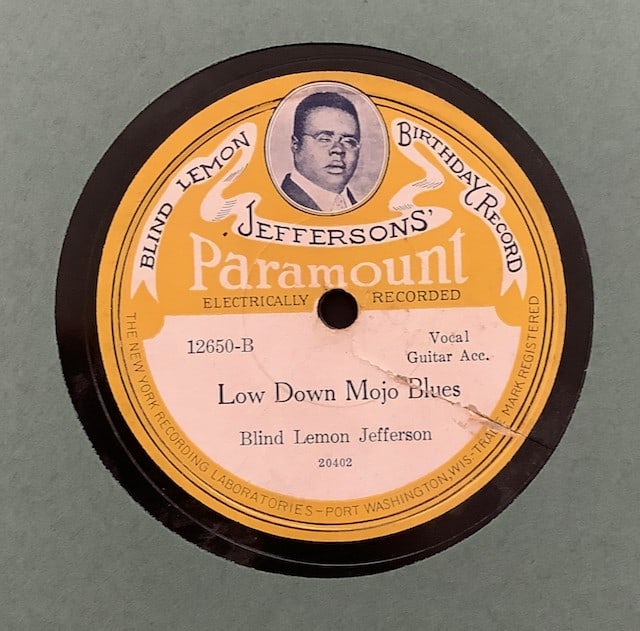 BLIND LEMON
JEFFERSONS'
BIRTHDAY RECORD
Paramount
ELECTRICALLY RECORDED
12650-B
Vocal
Guitar Acc.
Low Down Mojo Blues
Blind Lemon Jefferson
20402
THE NEW YORK RECORDING LABORATORIES - PORT WASHINGTON, WIS. - TRADE MARK REGISTERED